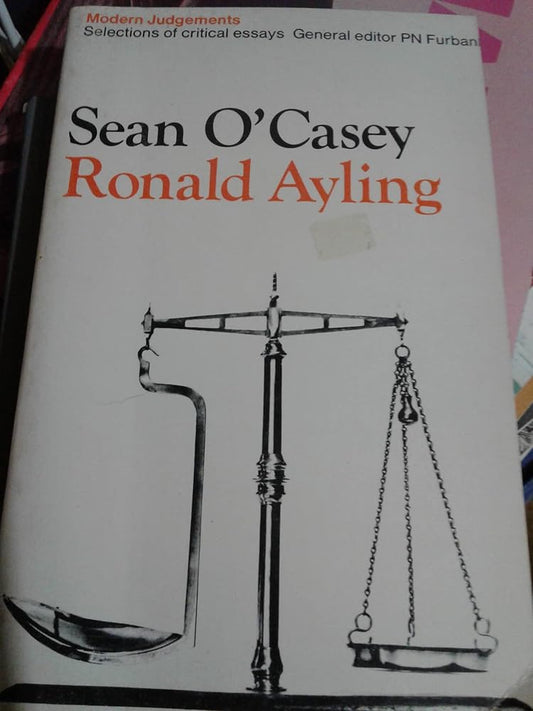 Modern Judgements
Selections of critical essays General editor PN Furban
Sean O'Casey
Ronald Ayling